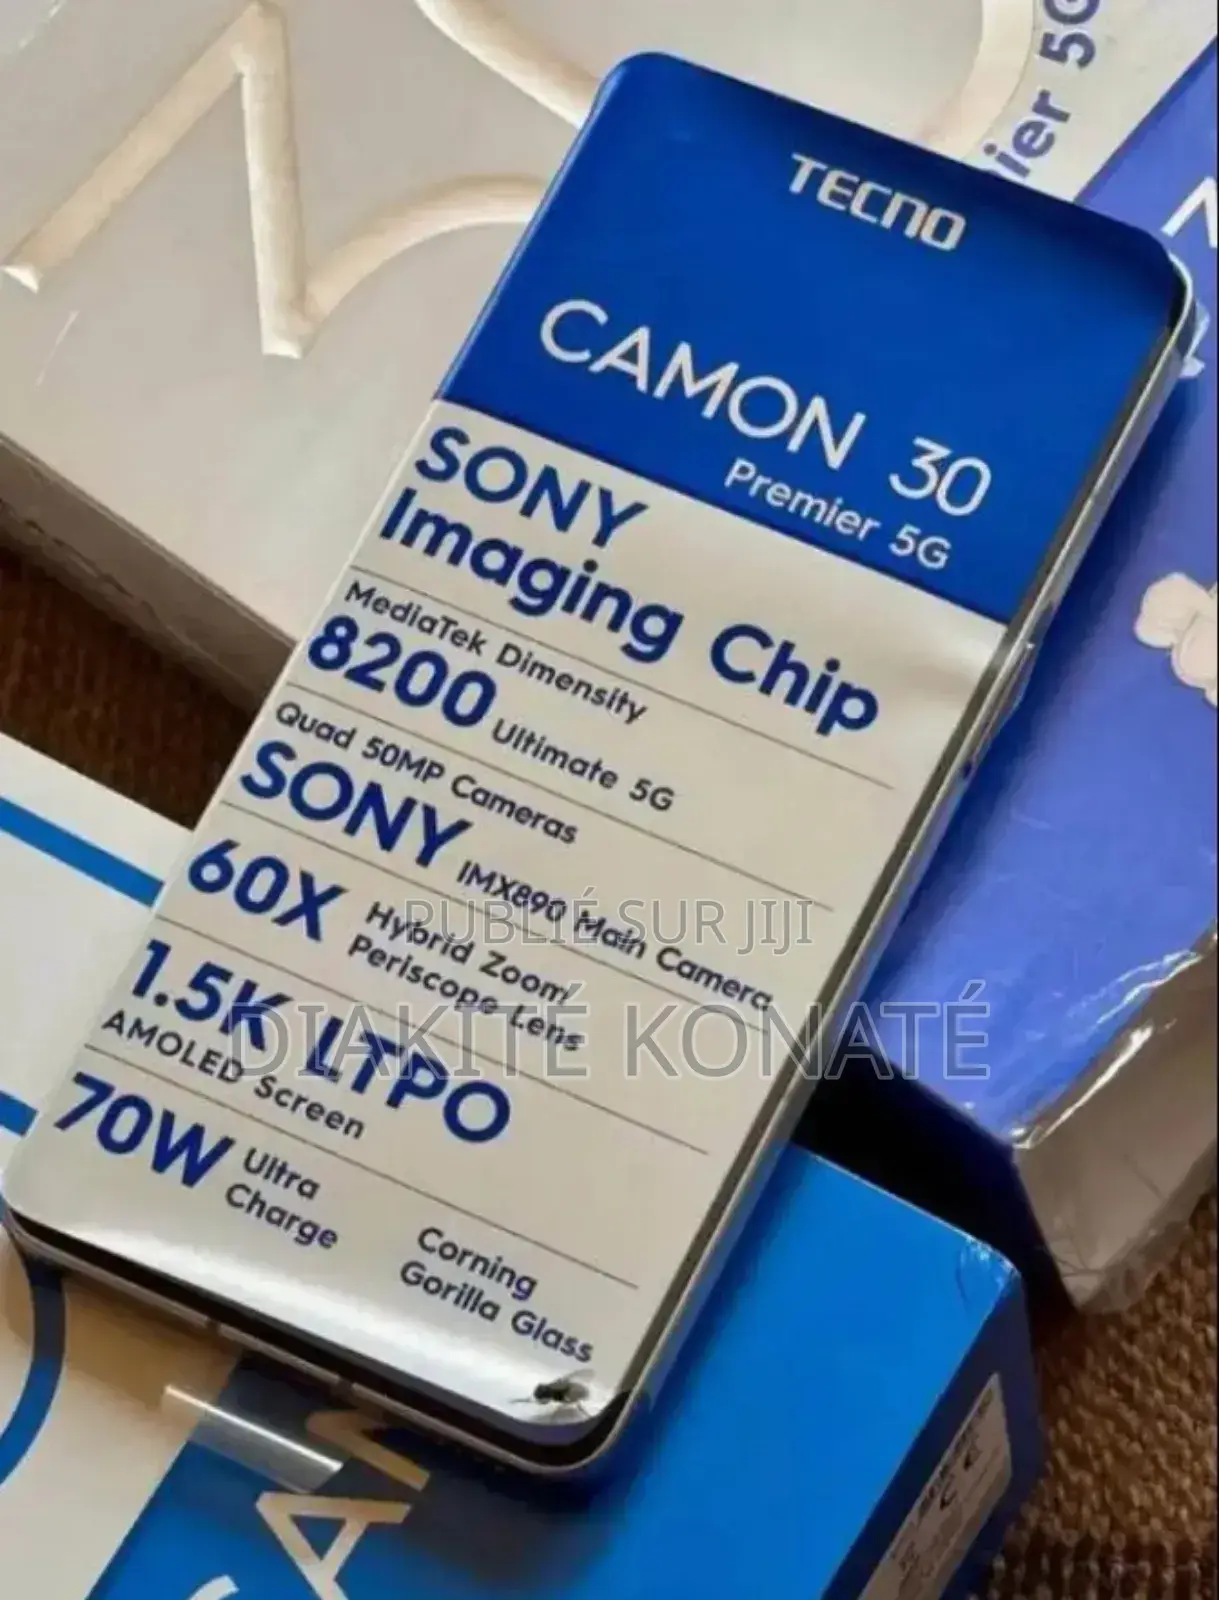 ier 5G
TECNO
CAMON 30
Premier 5G
SONY
Imaging Chip
MediaTek Dimensity
8200 Ultimate 5G
Quad 50MP Cameras
SONY IMX890 Main Camera
60X Hybrid Zoom/
Periscope Lens
1.5K LTPO
AMOLED Screen
70W Ultra
Charge
Corning
Gorilla Glass
PUBLIÉ SUR JIJI
DIAKITÉ KONATÉ